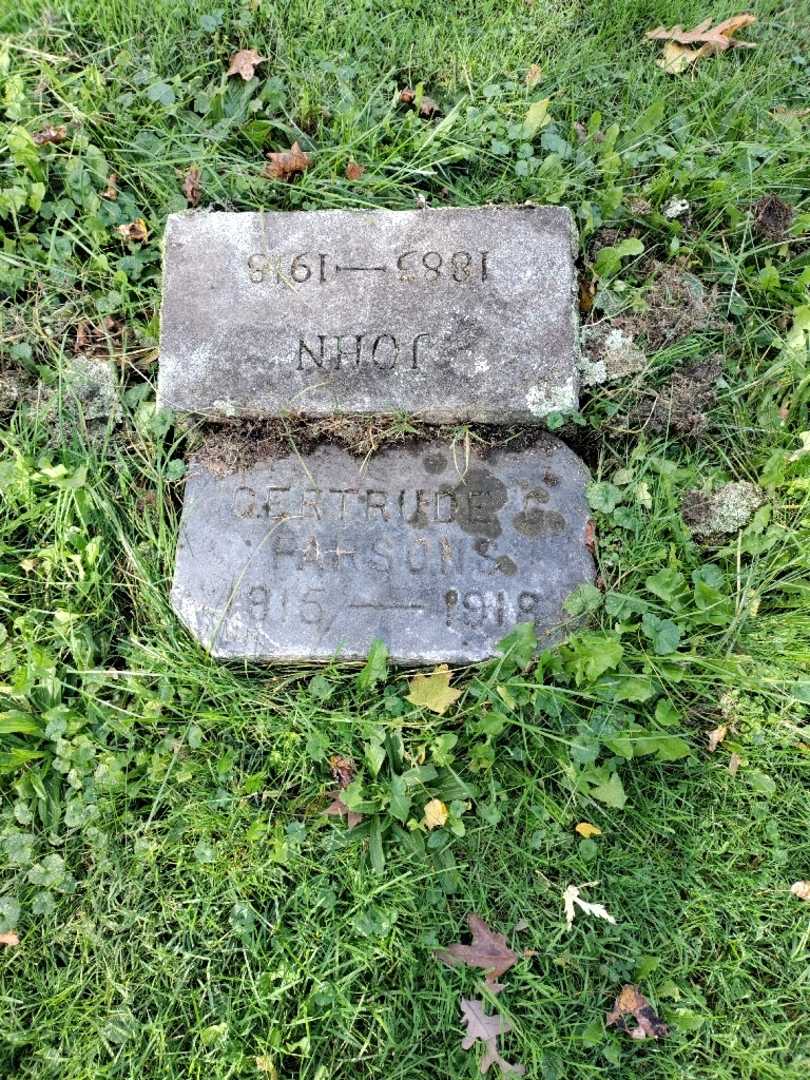 JOHN
1883—1918
GERTRUDE C.
PARSONS
1915 — 1918